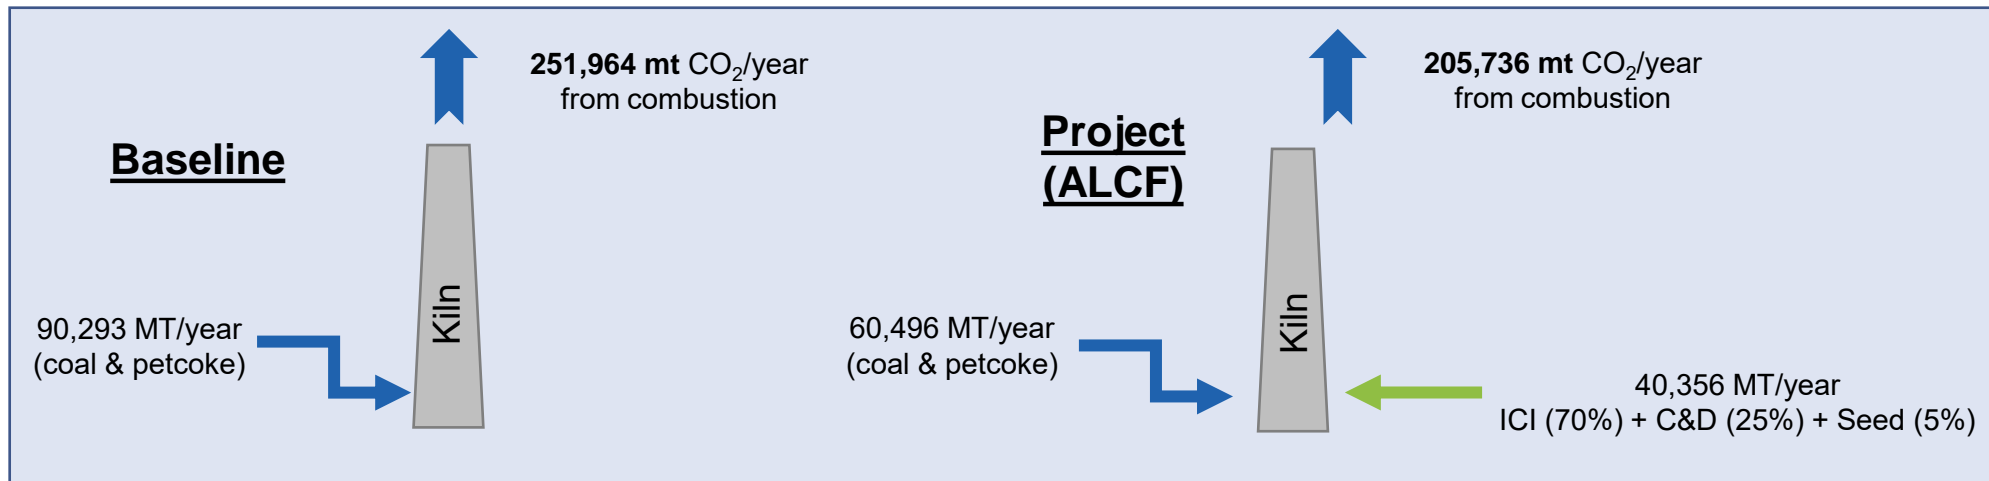 Baseline
251,964 mt CO₂/year
from combustion
90,293 MT/year
(coal & petcoke)
Kiln
Project
(ALCF)
205,736 mt CO₂/year
from combustion
60,496 MT/year
(coal & petcoke)
Kiln
40,356 MT/year
ICI (70%) + C&D (25%) + Seed (5%)